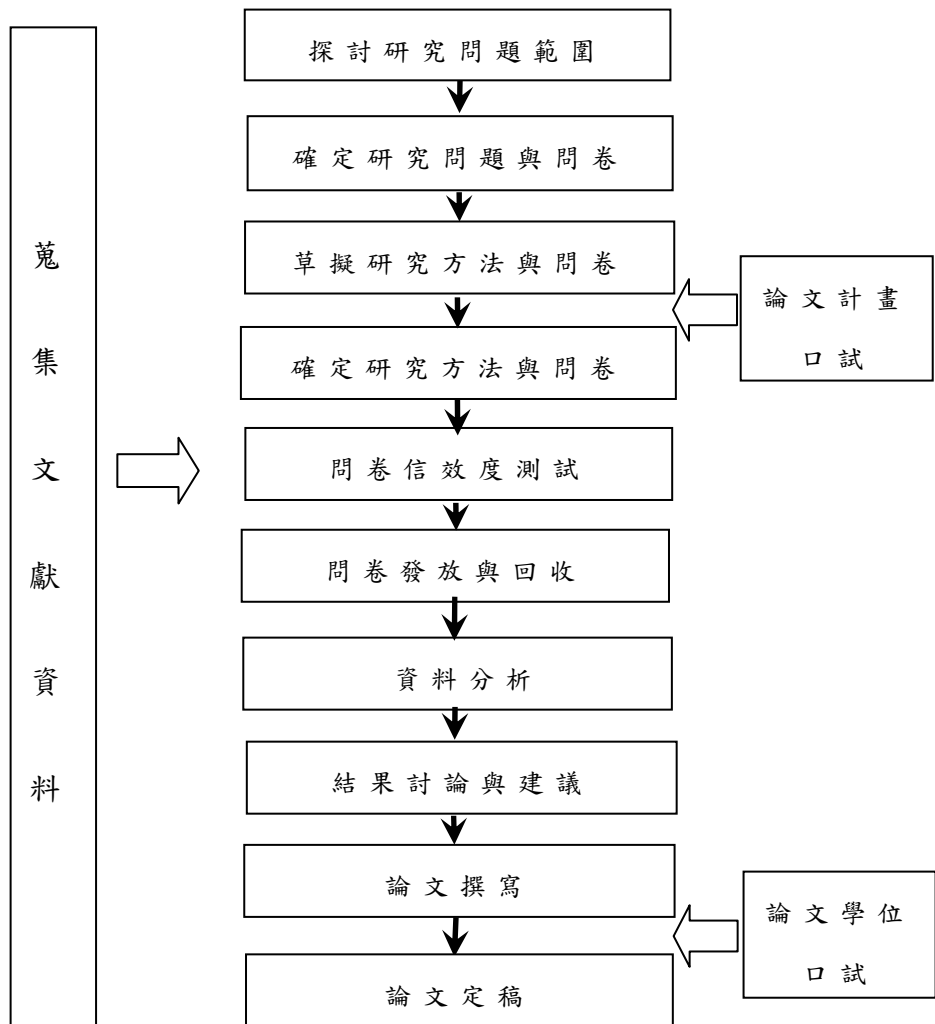 蒐集文獻資料
探討研究問題範圍
確定研究問題與問卷
草擬研究方法與問卷
論文計畫
口試
確定研究方法與問卷
問卷信效度測試
問卷發放與回收
資料分析
結果討論與建議
論文撰寫
論文學位
口試
論文定稿